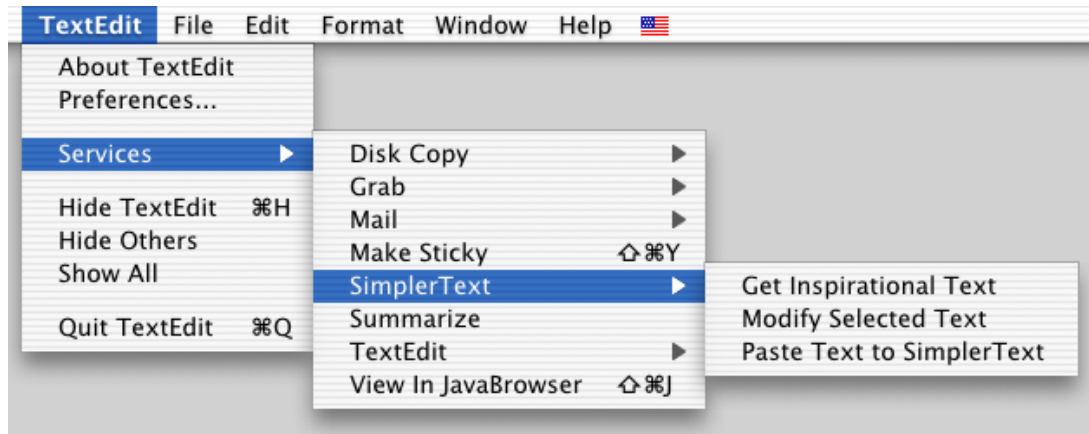 TextEdit File Edit Format Window Help
About TextEdit
Preferences...
Services
Hide TextEdit ⌘H
Hide Others
Show All
Quit TextEdit ⌘Q
Disk Copy
Grab
Mail
Make Sticky ⇧⌘Y
SimplerText
Summarize
TextEdit
View In JavaBrowser ⇧⌘J
Get Inspirational Text
Modify Selected Text
Paste Text to SimplerText